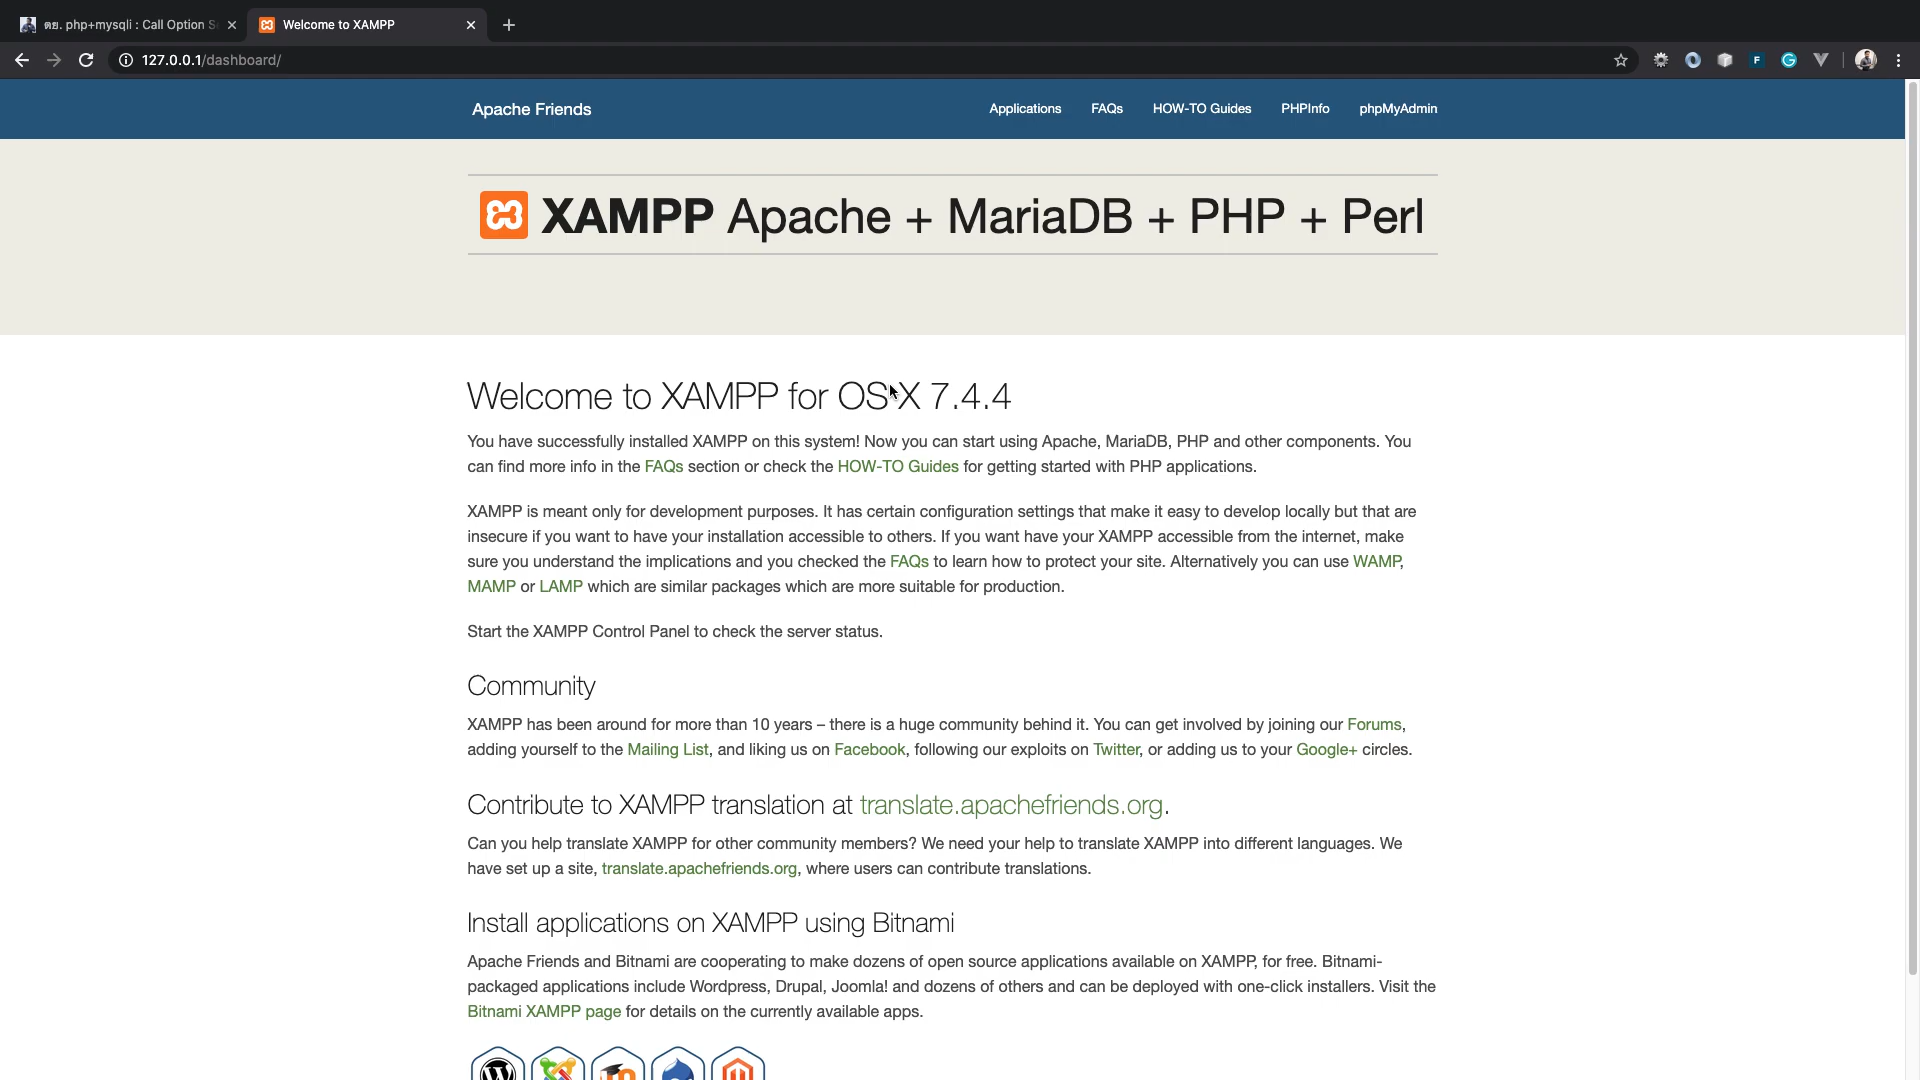 ตย. php+mysqli : Call Option S
Welcome to XAMPP
127.0.0.1/dashboard/
Apache Friends
Applications
FAQs
HOW-TO Guides
PHPInfo
phpMyAdmin
XAMPP Apache + MariaDB + PHP + Perl
Welcome to XAMPP for OS X 7.4.4
You have successfully installed XAMPP on this system! Now you can start using Apache, MariaDB, PHP and other components. You
can find more info in the FAQs section or check the HOW-TO Guides for getting started with PHP applications.
XAMPP is meant only for development purposes. It has certain configuration settings that make it easy to develop locally but that are
insecure if you want to have your installation accessible to others. If you want have your XAMPP accessible from the internet, make
sure you understand the implications and you checked the FAQs to learn how to protect your site. Alternatively you can use WAMP,
MAMP or LAMP which are similar packages which are more suitable for production.
Start the XAMPP Control Panel to check the server status.
Community
XAMPP has been around for more than 10 years – there is a huge community behind it. You can get involved by joining our Forums,
adding yourself to the Mailing List, and liking us on Facebook, following our exploits on Twitter, or adding us to your Google+ circles.
Contribute to XAMPP translation at translate.apachefriends.org.
Can you help translate XAMPP for other community members? We need your help to translate XAMPP into different languages. We
have set up a site, translate.apachefriends.org, where users can contribute translations.
Install applications on XAMPP using Bitnami
Apache Friends and Bitnami are cooperating to make dozens of open source applications available on XAMPP, for free. Bitnami-
packaged applications include Wordpress, Drupal, Joomla! and dozens of others and can be deployed with one-click installers. Visit the
Bitnami XAMPP page for details on the currently available apps.